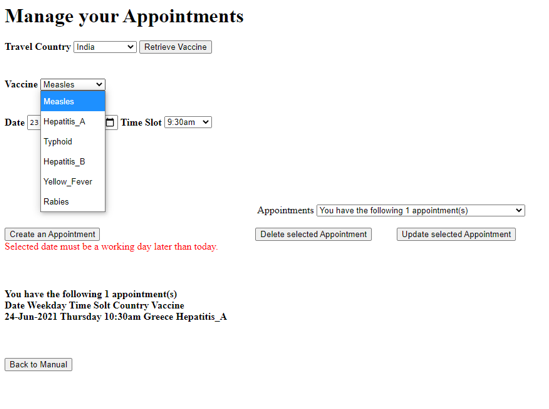 Manage your Appointments
Travel Country India Retrieve Vaccine
Vaccine Measles
Measles
Hepatitis_A
Date 23 Time Slot 9:30am
Typhoid
Hepatitis_B
Yellow_Fever
Rabies
Appointments You have the following 1 appointment(s)
Create an Appointment Delete selected Appointment Update selected Appointment
Selected date must be a working day later than today.
You have the following 1 appointment(s)
Date Weekday Time Solt Country Vaccine
24-Jun-2021 Thursday 10:30am Greece Hepatitis_A
Back to Manual